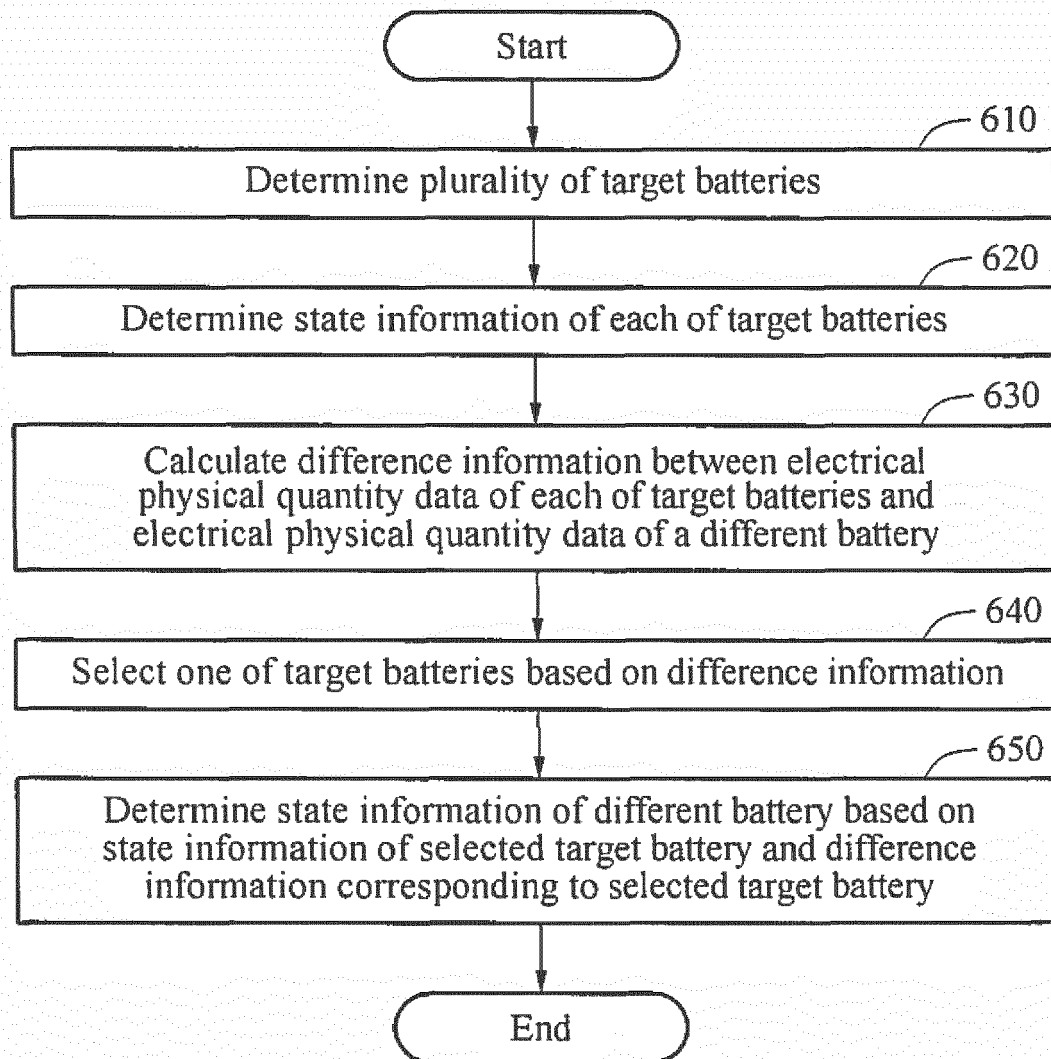 Start
610
Determine plurality of target batteries
620
Determine state information of each of target batteries
630
Calculate difference information between electrical
physical quantity data of each of target batteries and
electrical physical quantity data of a different battery
640
Select one of target batteries based on difference information
650
Determine state information of different battery based on
state information of selected target battery and difference
information corresponding to selected target battery
End